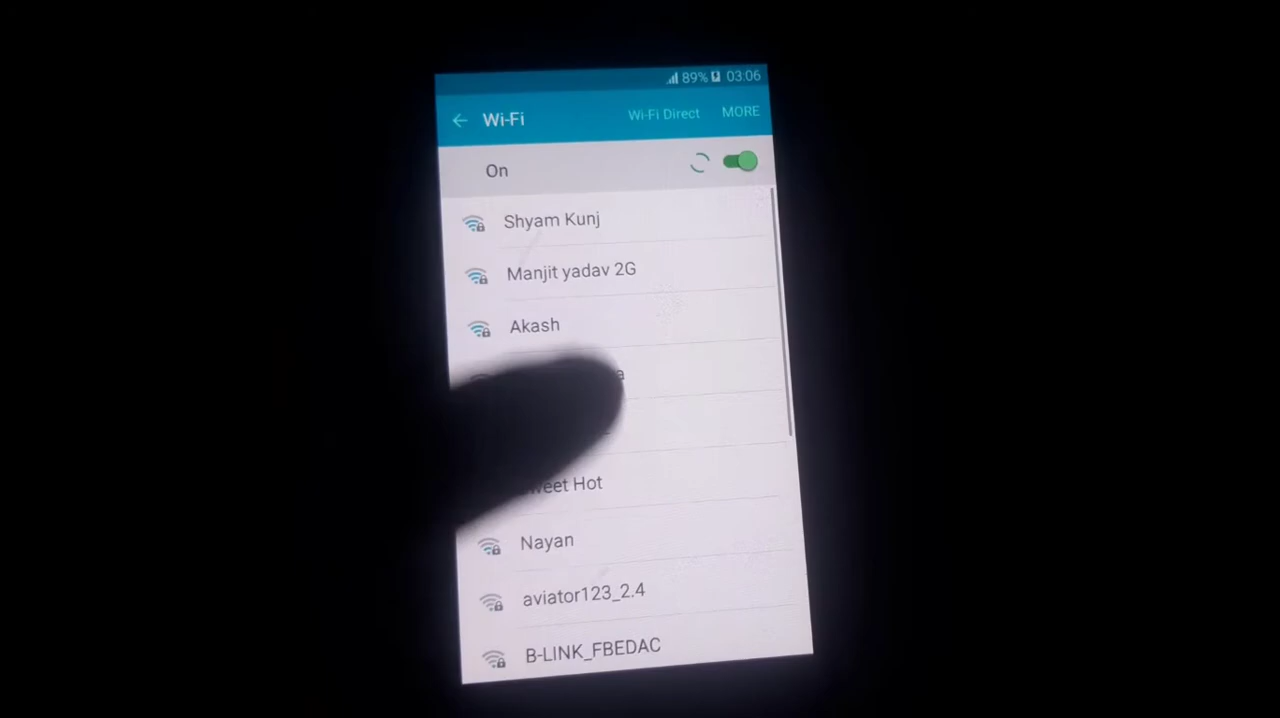 89% 03:06
Wi-Fi Wi-Fi Direct MORE
On
Shyam Kunj
Manjit yadav 2G
Akash
Hot
Nayan
aviator123_2.4
B-LINK_FBEDAC